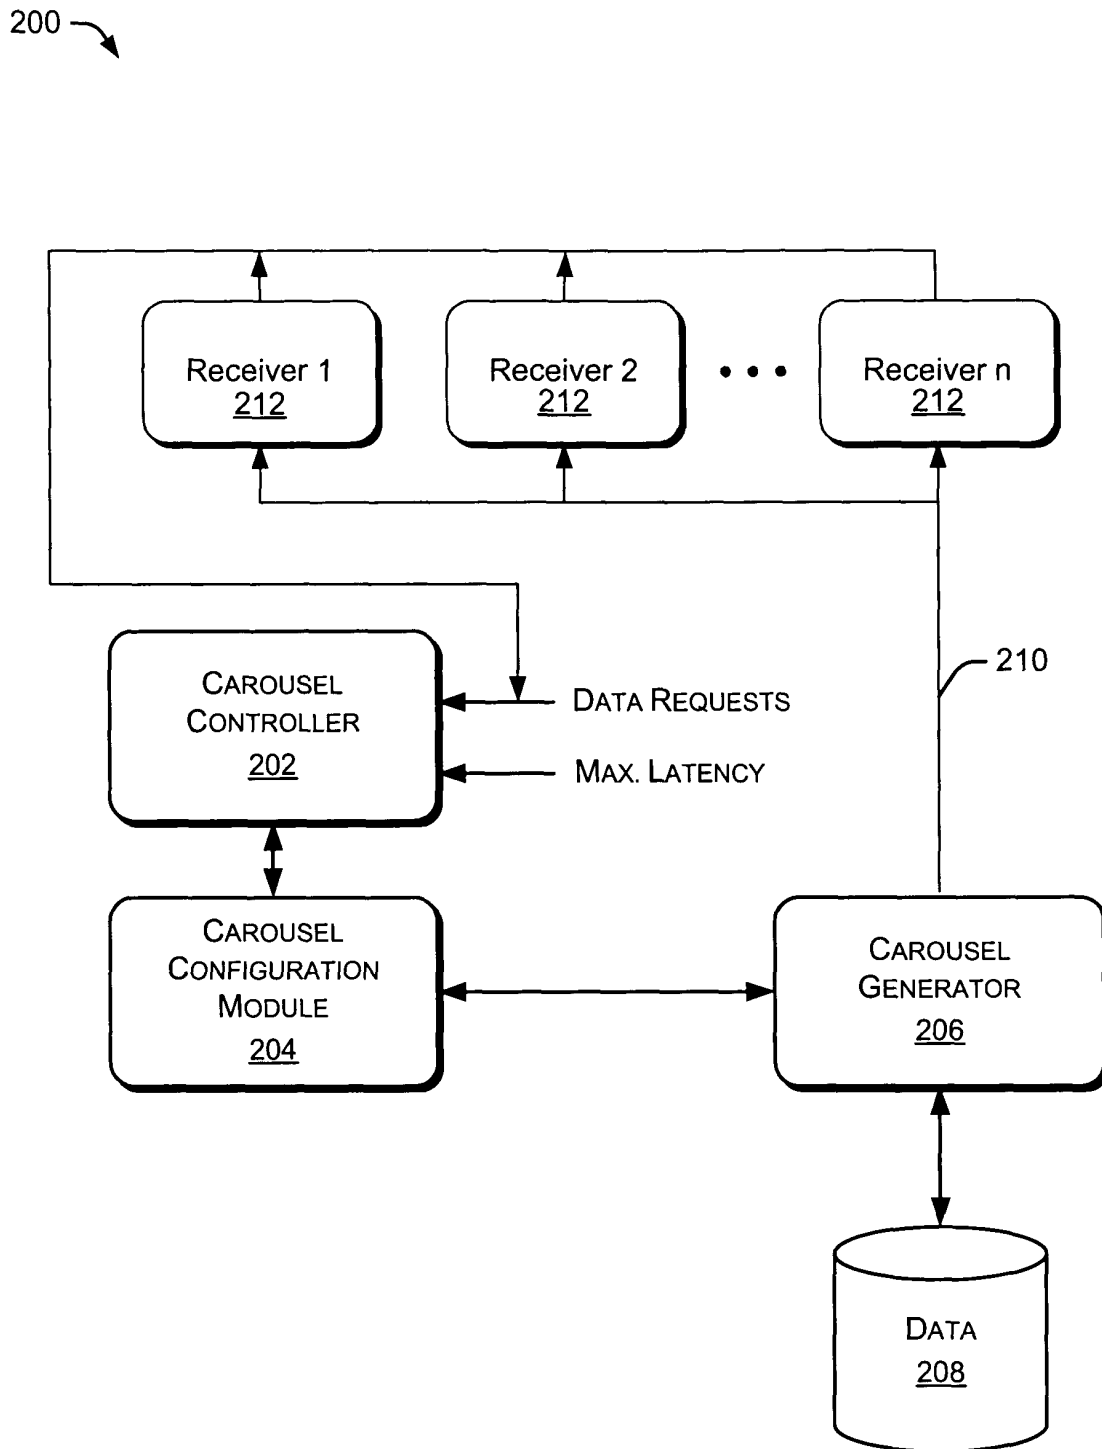 200
Receiver 1
212
Receiver 2
212
• • •
Receiver n
212
210
CAROUSEL
CONTROLLER
202
DATA REQUESTS
MAX. LATENCY
CAROUSEL
CONFIGURATION
MODULE
204
CAROUSEL
GENERATOR
206
DATA
208